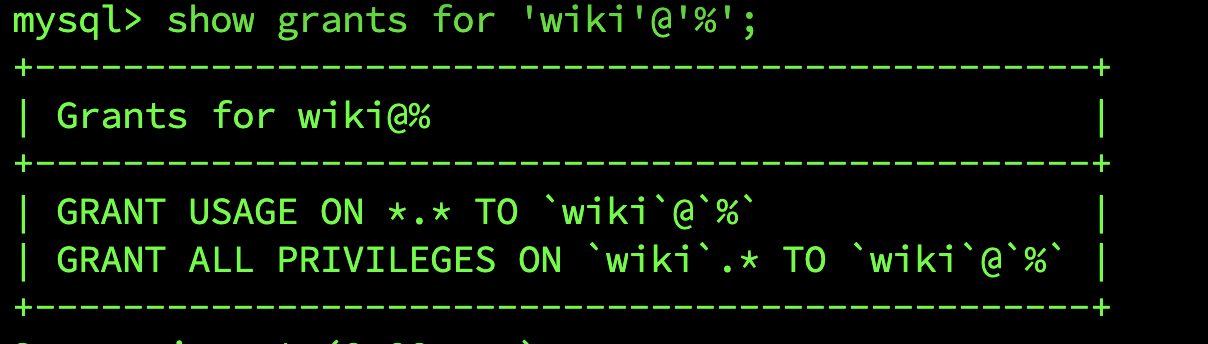 mysql> show grants for 'wiki'@'%';
+-------------------------------------------------+
| Grants for wiki@%                               |
+-------------------------------------------------+
| GRANT USAGE ON *.* TO `wiki`@`%`                |
| GRANT ALL PRIVILEGES ON `wiki`.* TO `wiki`@`%` |
+-------------------------------------------------+